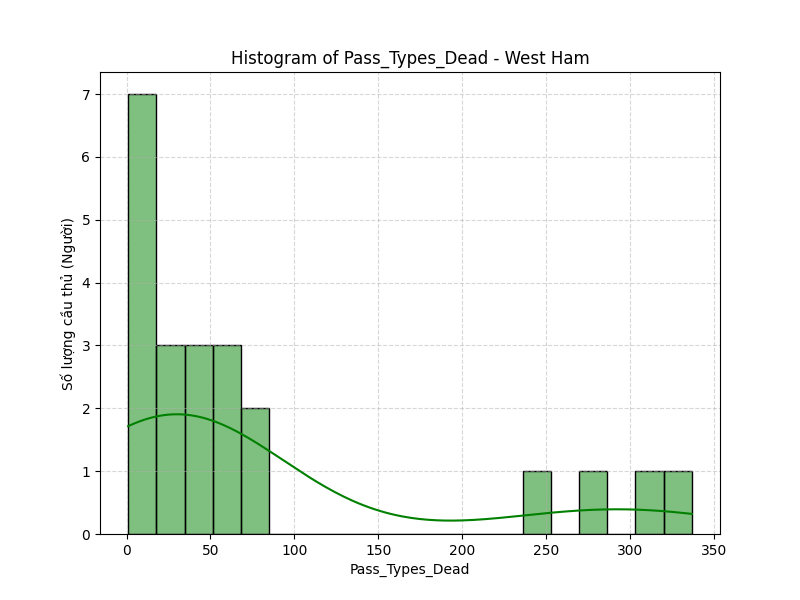 Histogram of Pass_Types_Dead - West Ham
Số lượng cầu thủ (Người)
7
6
5
4
3
2
1
0
0 50 100 150 200 250 300 350
Pass_Types_Dead